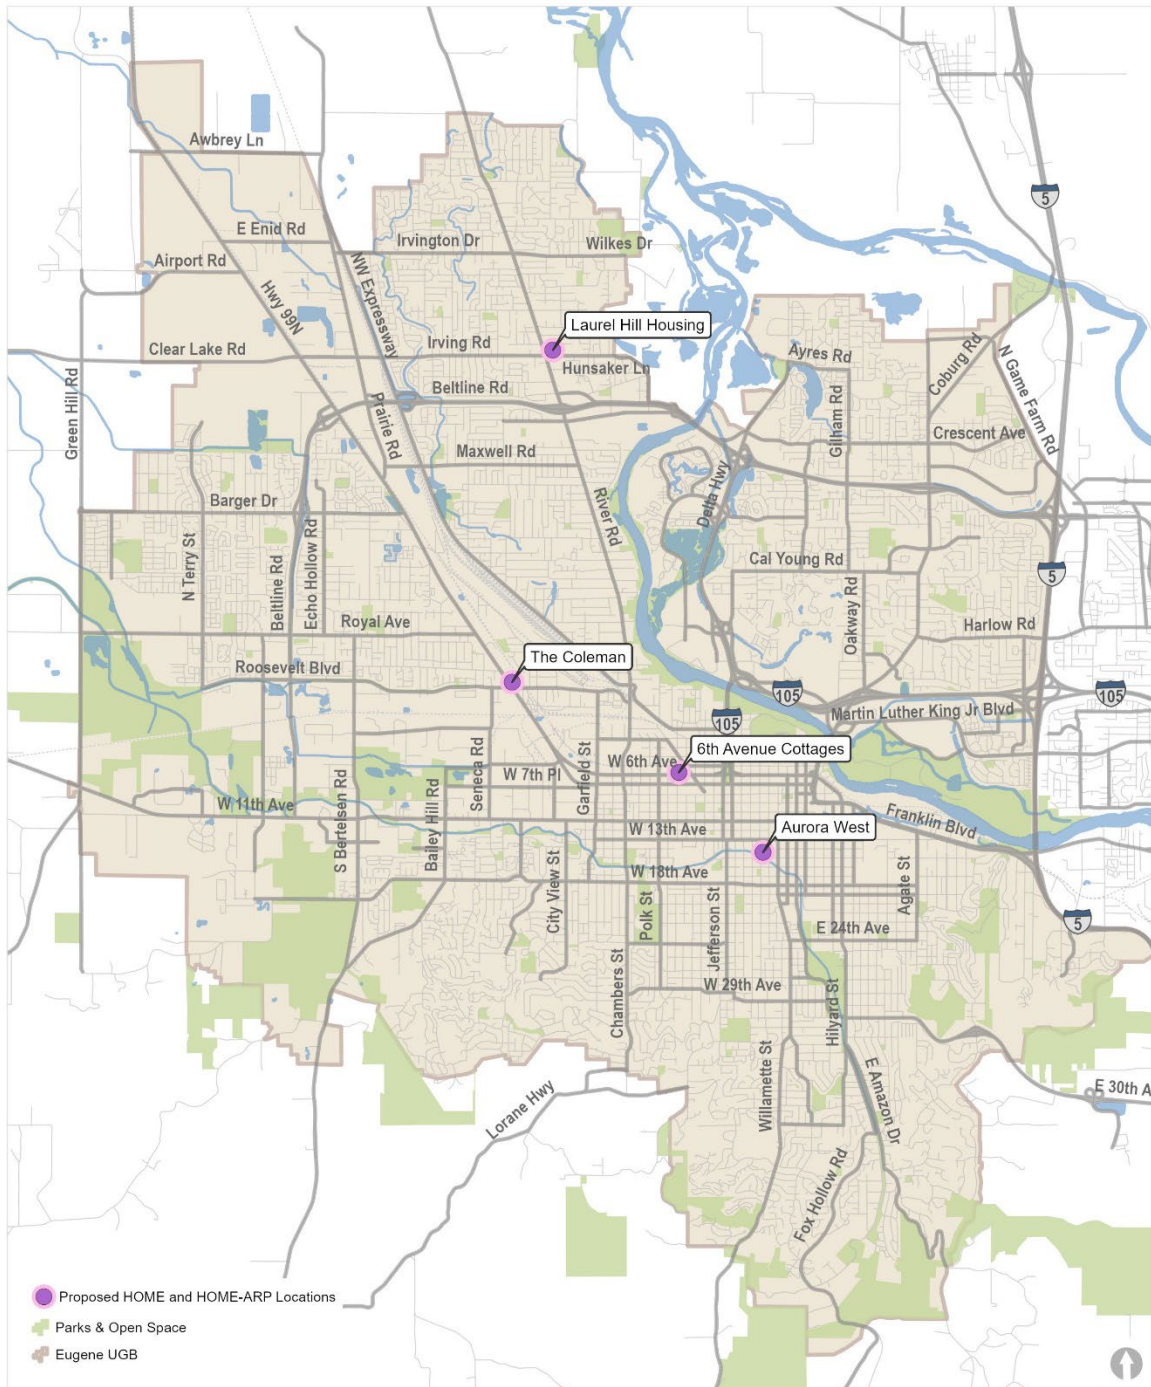 Awbrey Ln
5
E Enid Rd
Irvington Dr
Wilkes Dr
Airport Rd
NW Expressway
Hwy 99N
Laurel Hill Housing
Clear Lake Rd
Irving Rd
Hunsaker Ln
Ayres Rd
Coburg Rd
N Game Farm Rd
Green Hill Rd
Beltline Rd
Prairie Rd
Gilham Rd
Crescent Ave
Maxwell Rd
Delta Hwy
Barger Dr
River Rd
N Terry St
Beltline Rd
Echo Hollow Rd
Cal Young Rd
5
Oakway Rd
Royal Ave
Harlow Rd
The Coleman
Roosevelt Blvd
105
105
Martin Luther King Jr Blvd
105
6th Avenue Cottages
W 6th Ave
Seneca Rd
W 7th Pl
Garfield St
W 11th Ave
Franklin Blvd
W 13th Ave
Aurora West
S Bertelsen Rd
Bailey Hill Rd
City View St
W 18th Ave
Agate St
Polk St
Jefferson St
5
E 24th Ave
Chambers St
W 29th Ave
Hilyard St
Willamette St
E Amazon Dr
E 30th A
Lorane Hwy
Fox Hollow Rd
Proposed HOME and HOME-ARP Locations
Parks & Open Space
Eugene UGB